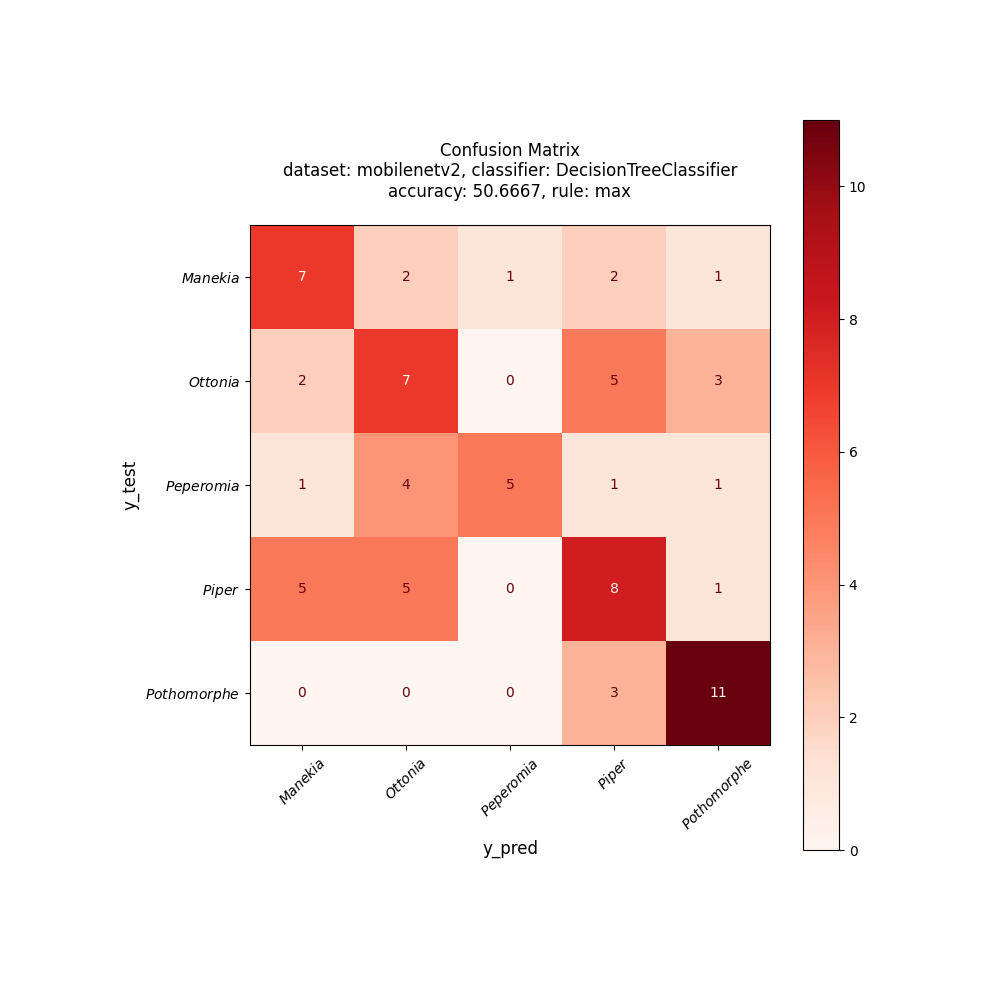 Confusion Matrix
dataset: mobilenetv2, classifier: DecisionTreeClassifier
accuracy: 50.6667, rule: max
y_test
Manekia 7 2 1 2 1
Ottonia 2 7 0 5 3
Peperomia 1 4 5 1 1
Piper 5 5 0 8 1
Pothomorphe 0 0 0 3 11
Manekia Ottonia Peperomia Piper Pothomorphe
y_pred
10
8
6
4
2
0